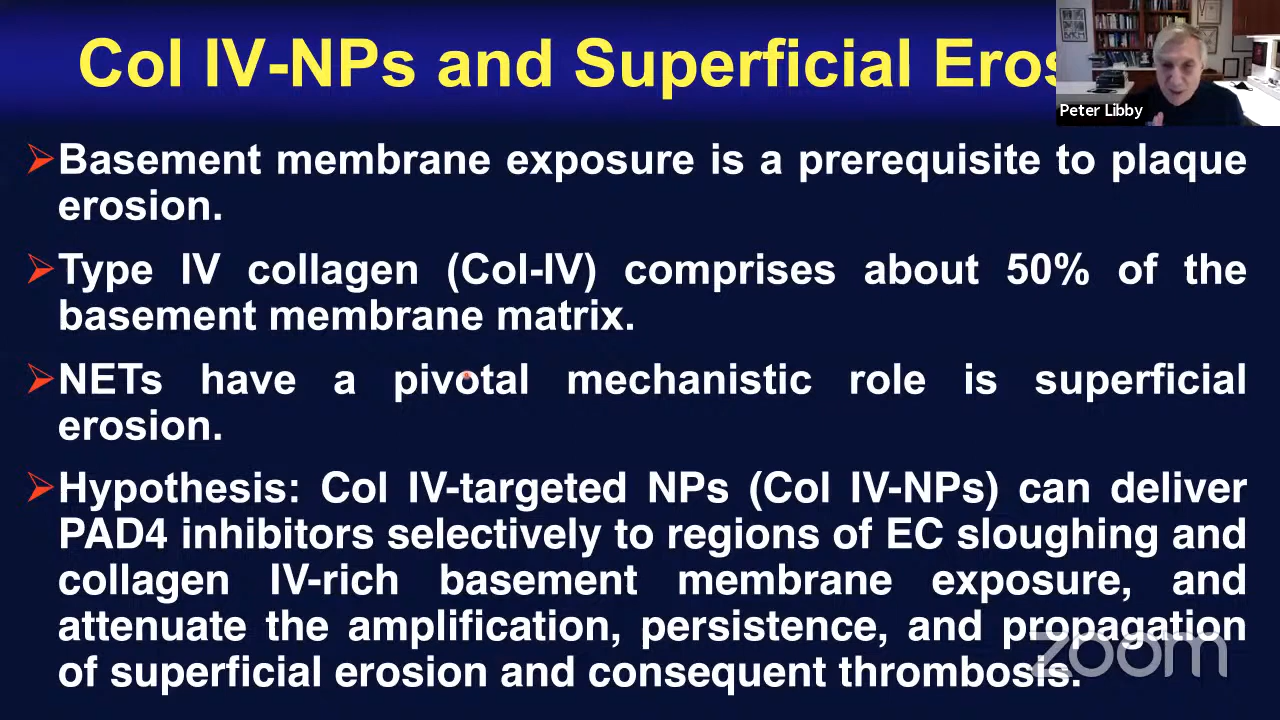 Col IV-NPs and Superficial Eros
Peter Libby
Basement membrane exposure is a prerequisite to plaque
erosion.
Type IV collagen (Col-IV) comprises about 50% of the
basement membrane matrix.
NETs have a pivotal mechanistic role is superficial
erosion.
Hypothesis: Col IV-targeted NPs (Col IV-NPs) can deliver
PAD4 inhibitors selectively to regions of EC sloughing and
collagen IV-rich basement membrane exposure, and
attenuate the amplification, persistence, and propagation
of superficial erosion and consequent thrombosis.
zoom